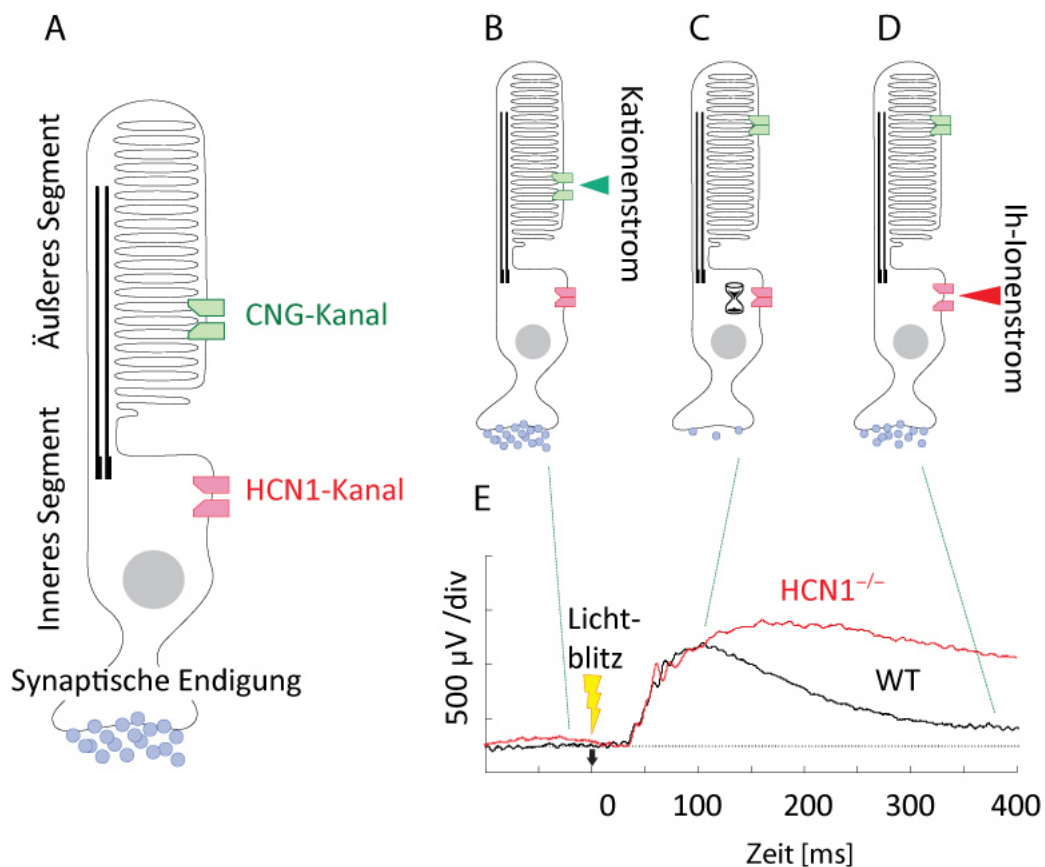 A
Äußeres Segment
Inneres Segment
CNG-Kanal
HCN1-Kanal
Synaptische Endigung
B
Kationenstrom
C
D
Ih-Ionenstrom
E
500 µV /div
Licht-
blitz
HCN1⁻/⁻
WT
0 100 200 300 400
Zeit [ms]